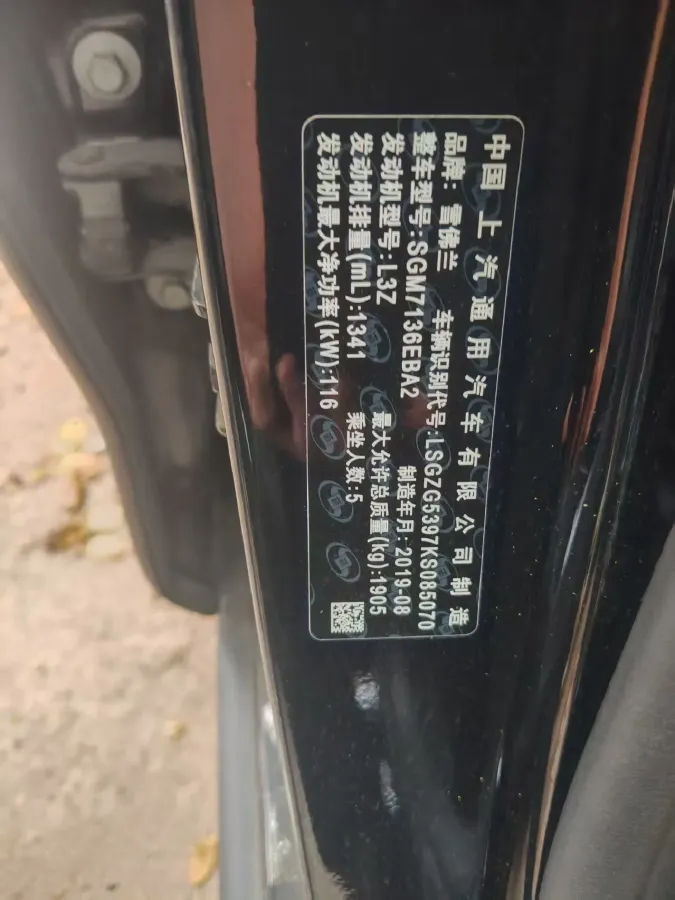 中国 上汽通用汽车有限公司制造
品牌: 雪佛兰 车辆识别代号:LSGZG5397KS085070
整车型号:SGM7136EBA2 制造年月:2019-08
发动机型号:L3Z 最大允许总质量(kg):1905
发动机排量(mL):1341 乘坐人数:5
发动机最大净功率(kW):116